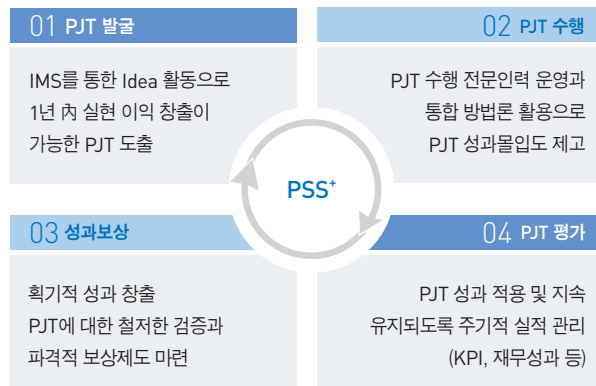 01 PJT 발굴
IMS를 통한 Idea 활동으로
1년 內 실현 이익 창출이
가능한 PJT 도출
02 PJT 수행
PJT 수행 전문인력 운영과
통합 방법론 활용으로
PJT 성과몰입도 제고
PSS⁺
03 성과보상
획기적 성과 창출
PJT에 대한 철저한 검증과
파격적 보상제도 마련
04 PJT 평가
PJT 성과 적용 및 지속
유지되도록 주기적 실적 관리
(KPI, 재무성과 등)